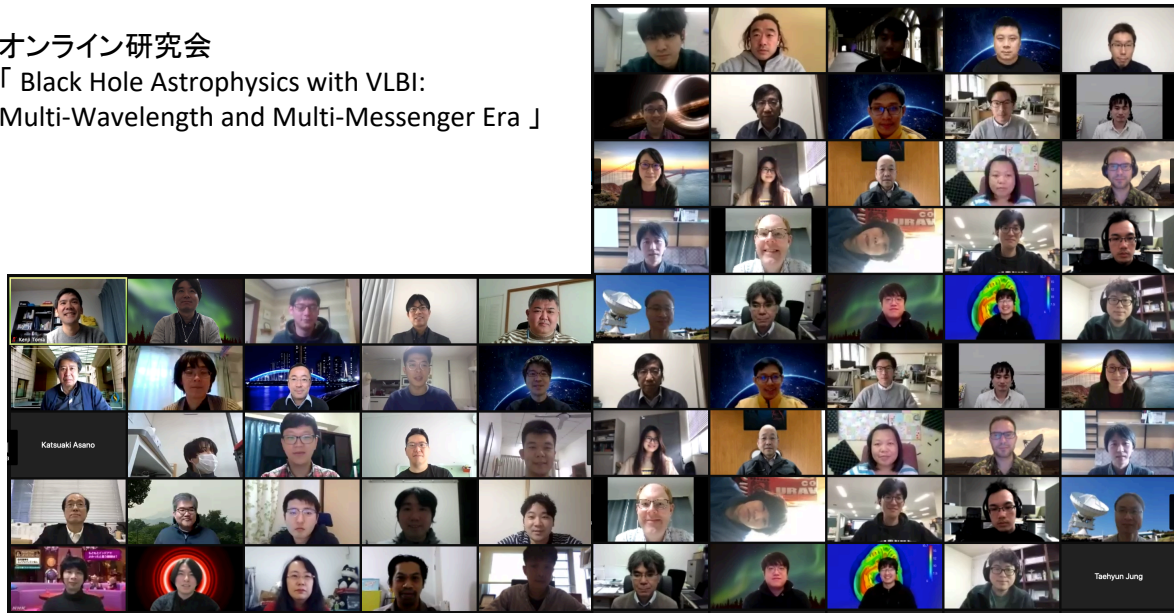 オンライン研究会
「 Black Hole Astrophysics with VLBI:
Multi-Wavelength and Multi-Messenger Era 」
Kenji Toma
Katsuaki Asano
Taehyun Jung